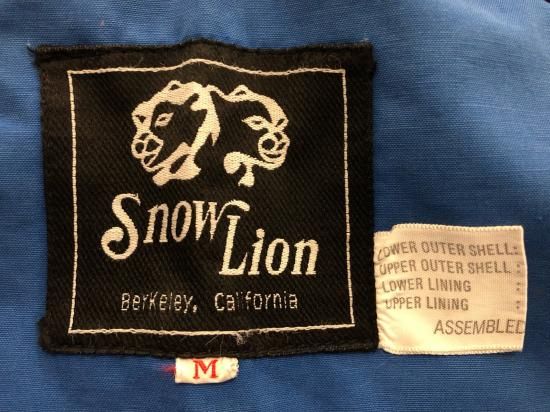 Snow Lion
Berkeley, California
M
LOWER OUTER SHELL:
UPPER OUTER SHELL:
LOWER LINING :
UPPER LINING :
ASSEMBLED